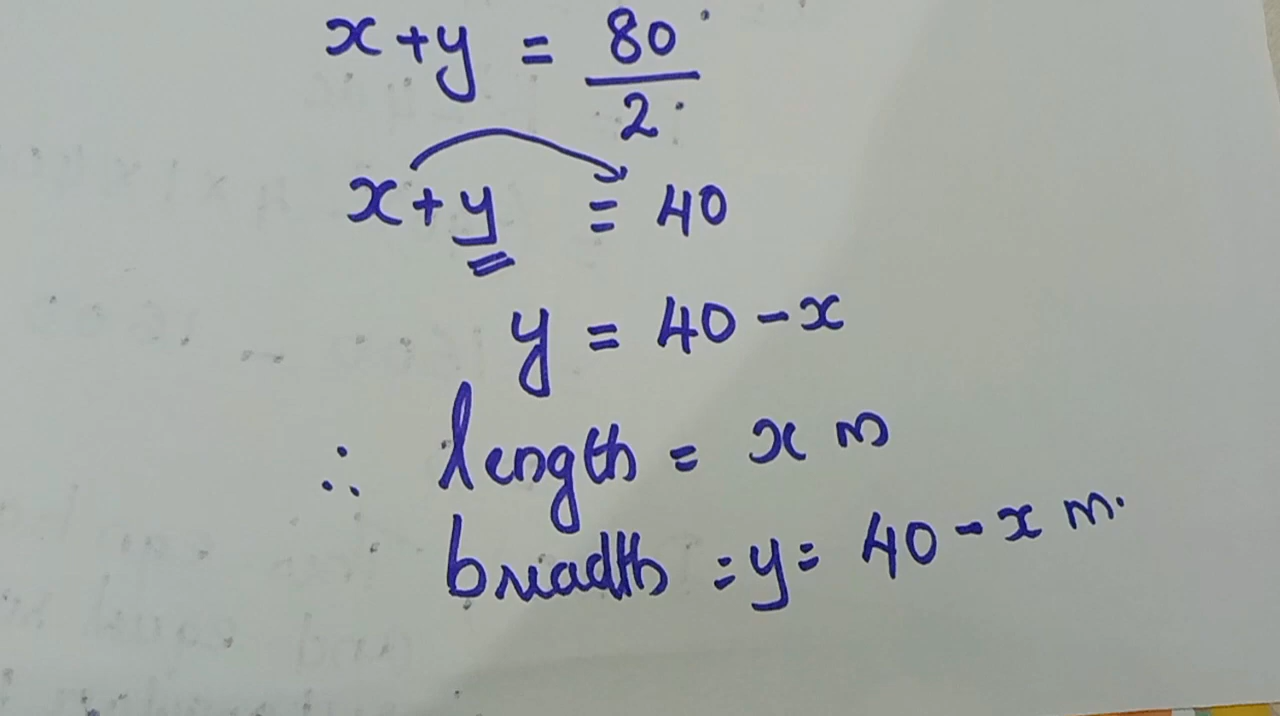 x + y = 80/2
x + y = 40
y = 40 - x
∴ length = x m
breadth = y = 40 - x m.